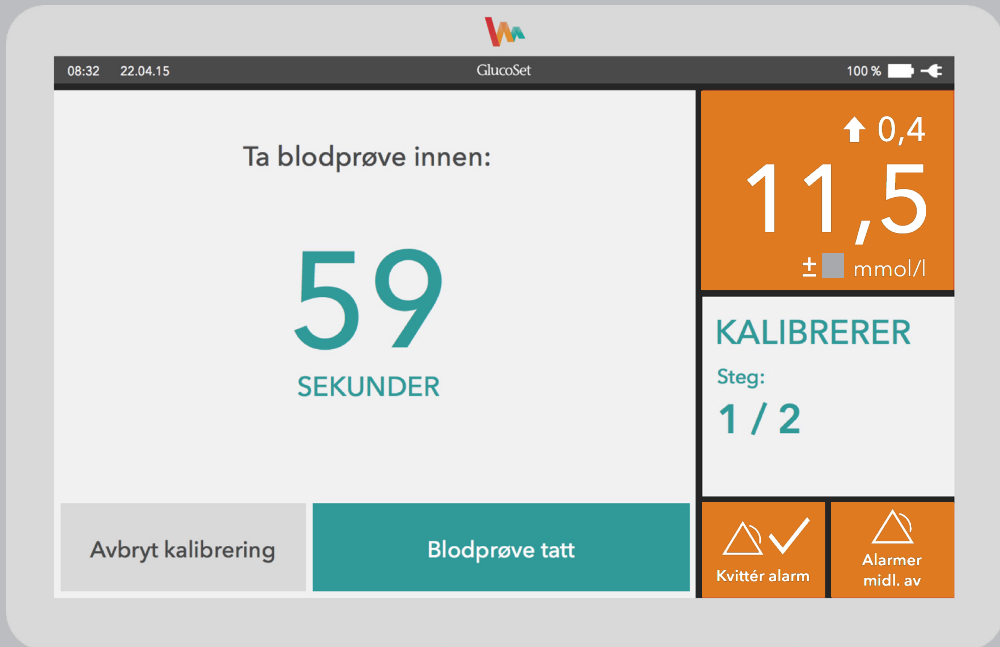 08:32 22.04.15 GlucoSet 100 %
Ta blodprøve innen:
59
SEKUNDER
Avbryt kalibrering
Blodprøve tatt
0,4
11,5
± mmol/l
KALIBRERER
Steg:
1 / 2
Kvittér alarm
Alarmer
midl. av